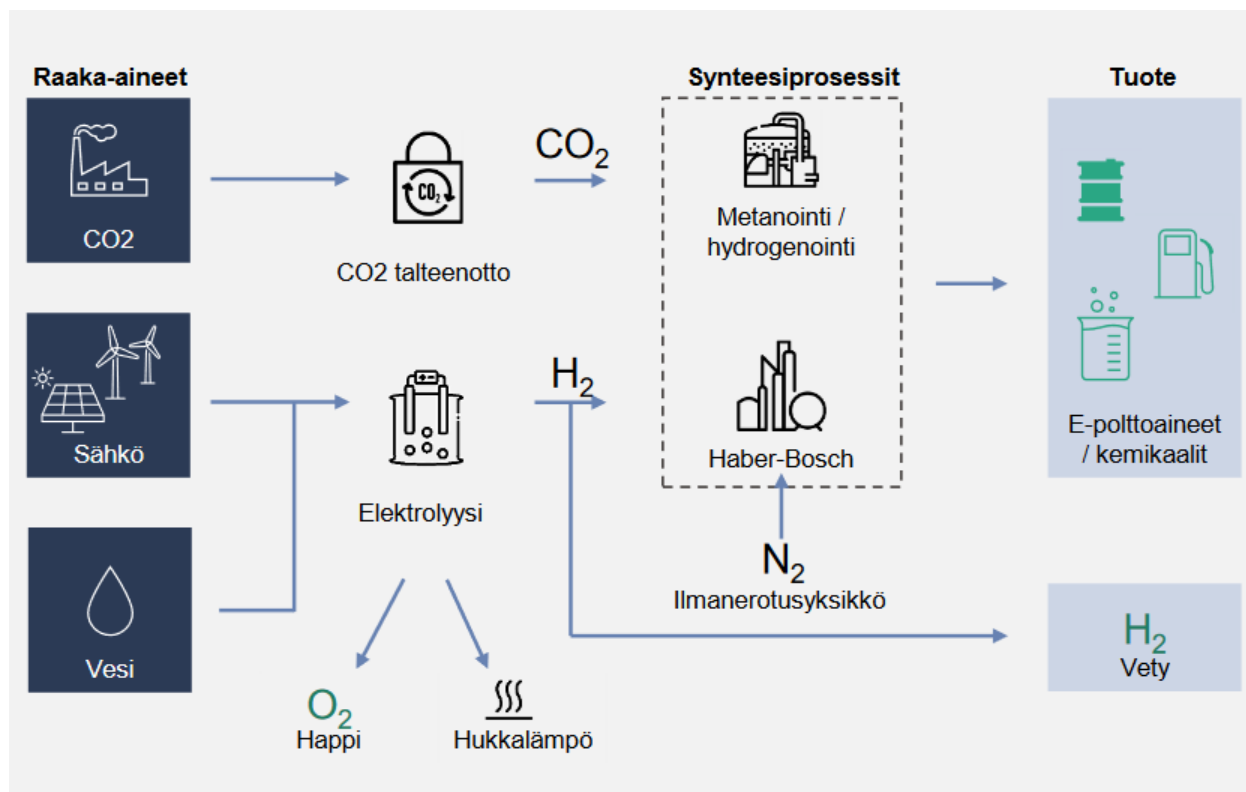 Raaka-aineet
Synteesiprosessit
Tuote
CO2
CO₂
CO2 talteenotto
CO₂
Metanointi /
hydrogenointi
Sähkö
Elektrolyysi
H₂
Haber-Bosch
E-polttoaineet
/ kemikaalit
N₂
Ilmanerotusyksikkö
Vesi
O₂
Happi
Hukkalämpö
H₂
Vety